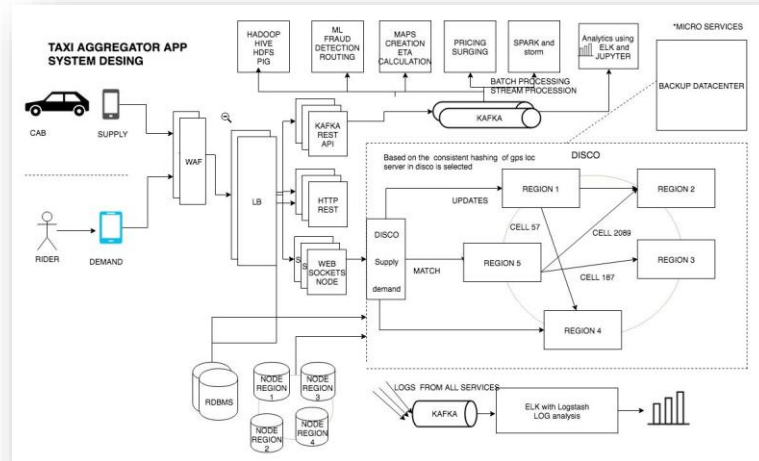 TAXI AGGREGATOR APP
SYSTEM DESING
HADOOP
HIVE
HDFS
PIG
ML
FRAUD
DETECTION
ROUTING
MAPS
CREATION
ETA
CALCULATION
PRICING
SURGING
SPARK and
storm
Analytics using
ELK and
JUPYTER
*MICRO SERVICES
BACKUP DATACENTER
BATCH PROCESSING
STREAM PROCESSION
KAFKA
CAB
SUPPLY
WAF
LB
KAFKA
REST
API
HTTP
REST
S
S
WEB
SOCKETS
NODE
RIDER
DEMAND
Based on the consistent hashing of gps loc
server in disco is selected
DISCO
DISCO
Supply
demand
UPDATES
MATCH
REGION 1
REGION 2
REGION 5
REGION 3
REGION 4
CELL 57
CELL 2089
CELL 187
RDBMS
NODE
REGION
1
NODE
REGION
3
NODE
REGION
2
NODE
REGION
4
LOGS FROM ALL SERVICES
KAFKA
ELK with Logstash
LOG analysis